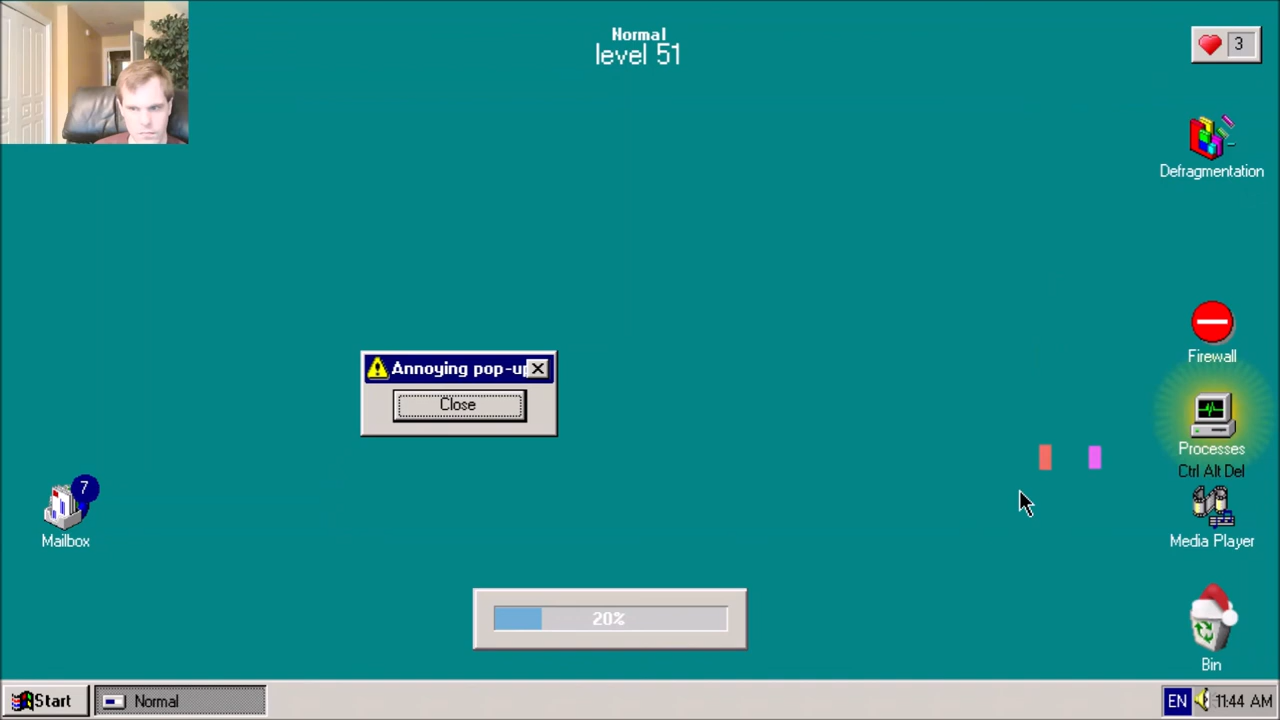 Normal
level 51
3
Defragmentation
Firewall
Annoying pop-up
Close
Processes
Ctrl Alt Del
7
Mailbox
Media Player
20%
Bin
Start
Normal
EN
11:44 AM